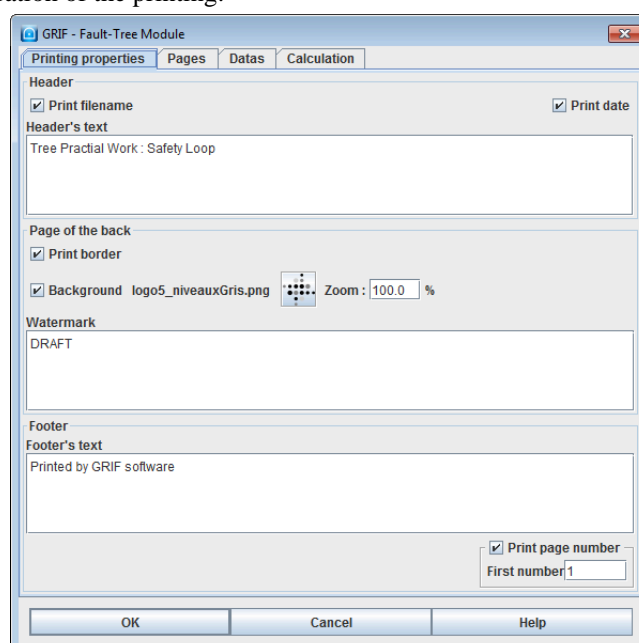 ation of the printing.
GRIF - Fault-Tree Module
Printing properties Pages Datas Calculation
Header
Print filename Print date
Header's text
Tree Practial Work : Safety Loop
Page of the back
Print border
Background logo5_niveauxGris.png Zoom : 100.0 %
Watermark
DRAFT
Footer
Footer's text
Printed by GRIF software
Print page number
First number 1
OK Cancel Help